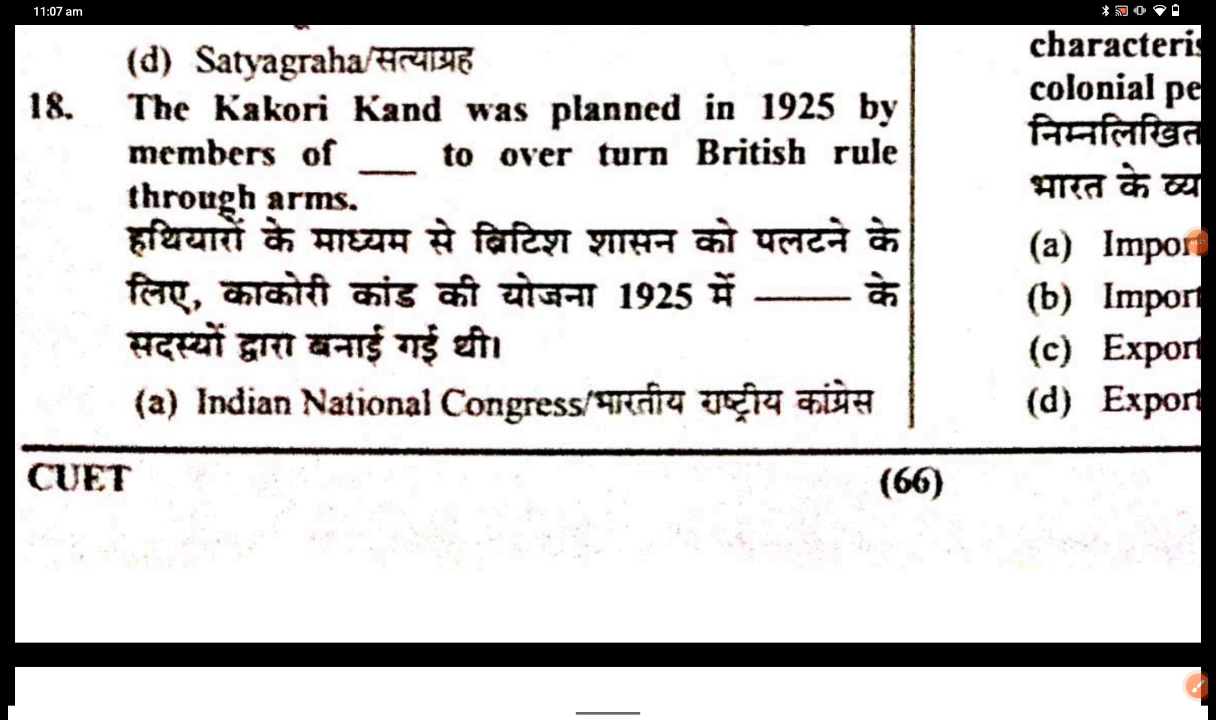 11:07 am
(d) Satyagraha/सत्याग्रह
18. The Kakori Kand was planned in 1925 by
members of ___ to over turn British rule
through arms.
हथियारों के माध्यम से ब्रिटिश शासन को पलटने के
लिए, काकोरी कांड की योजना 1925 में ——— के
सदस्यों द्वारा बनाई गई थी।
(a) Indian National Congress/भारतीय राष्ट्रीय कांग्रेस
colonial pe
निम्नलिखित
भारत के व्य
(a) Impor
(b) Import
(c) Export
(d) Export
CUET
(66)